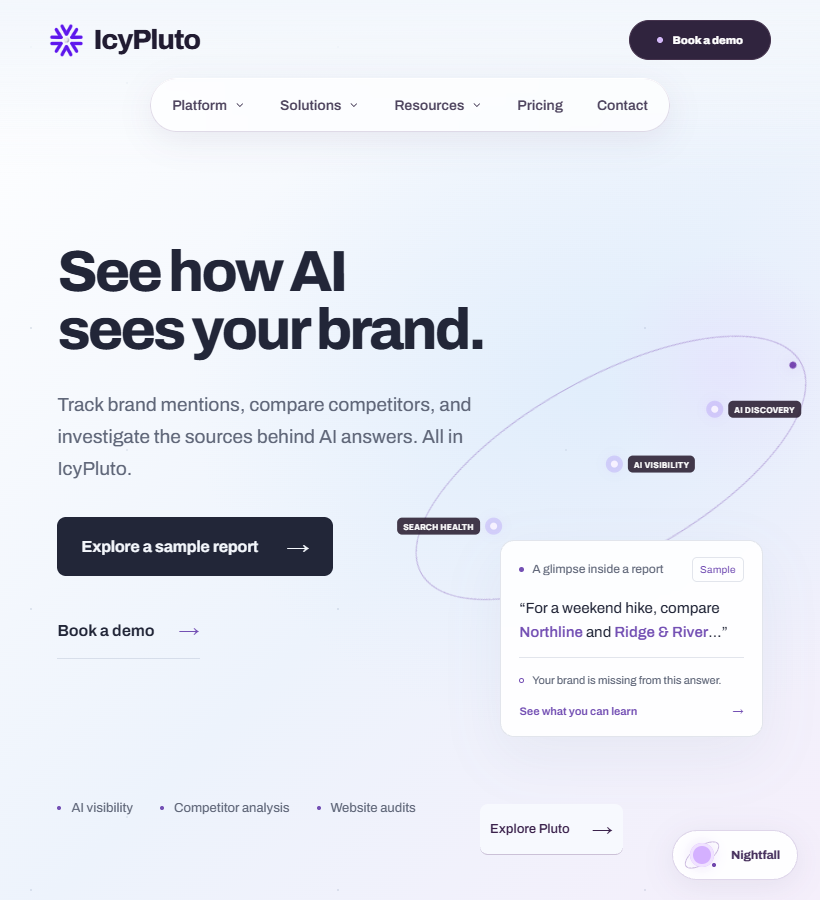 IcyPluto
Book a demo
Platform
Solutions
Resources
Pricing
Contact
See how AI
sees your brand.
Track brand mentions, compare competitors, and
investigate the sources behind AI answers. All in
IcyPluto.
Explore a sample report
Book a demo
AI DISCOVERY
AI VISIBILITY
SEARCH HEALTH
A glimpse inside a report
Sample
“For a weekend hike, compare
Northline and Ridge & River…”
Your brand is missing from this answer.
See what you can learn
AI visibility
Competitor analysis
Website audits
Explore Pluto
Nightfall